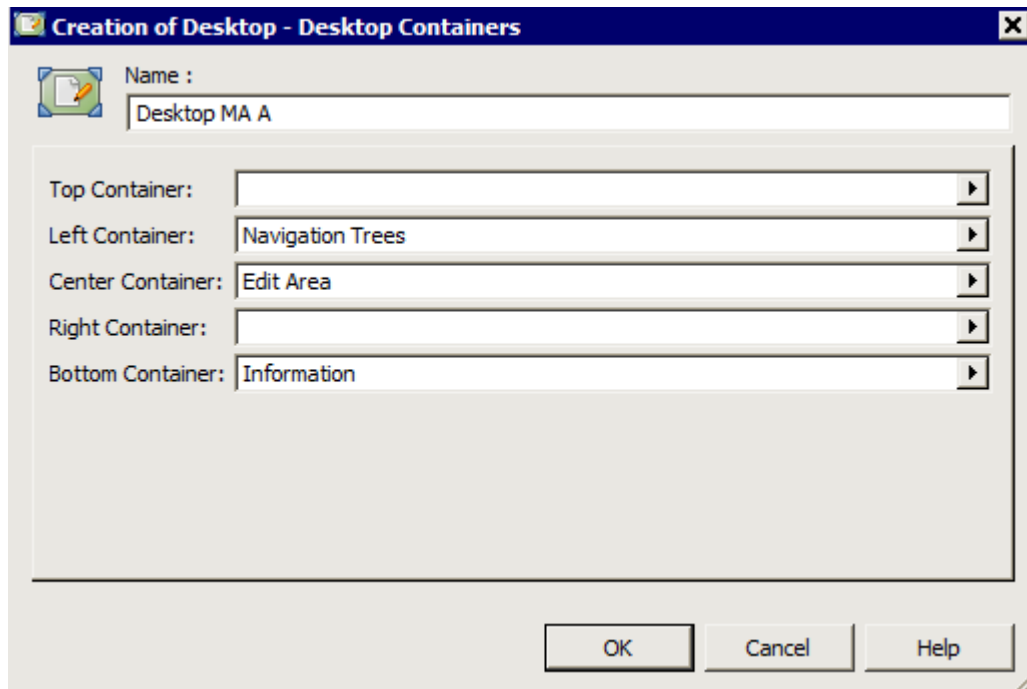 Creation of Desktop - Desktop Containers
Name :
Desktop MA A
Top Container:
Left Container: Navigation Trees
Center Container: Edit Area
Right Container:
Bottom Container: Information
OK Cancel Help